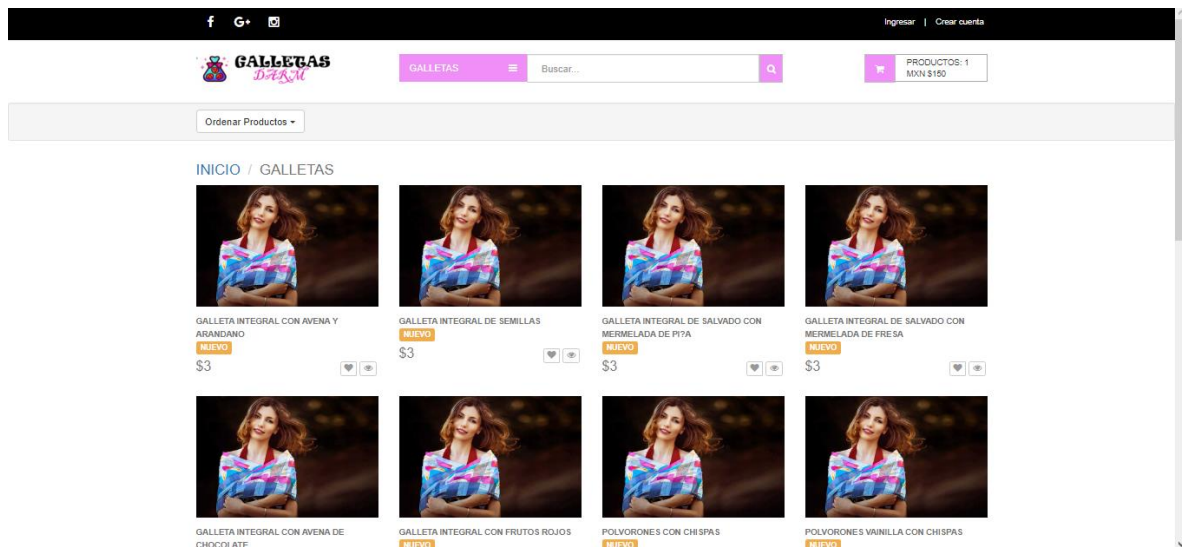 Ingresar | Crear cuenta
GALLETAS
DARM
GALLETAS
Buscar...
PRODUCTOS: 1
MXN $150
Ordenar Productos
INICIO / GALLETAS
GALLETA INTEGRAL CON AVENA Y
ARANDANO
NUEVO
$3
GALLETA INTEGRAL DE SEMILLAS
NUEVO
$3
GALLETA INTEGRAL DE SALVADO CON
MERMELADA DE PI?A
NUEVO
$3
GALLETA INTEGRAL DE SALVADO CON
MERMELADA DE FRESA
NUEVO
$3
GALLETA INTEGRAL CON AVENA DE
CHOCOLATE
GALLETA INTEGRAL CON FRUTOS ROJOS
NUEVO
POLVORONES CON CHISPAS
NUEVO
POLVORONES VAINILLA CON CHISPAS
NUEVO